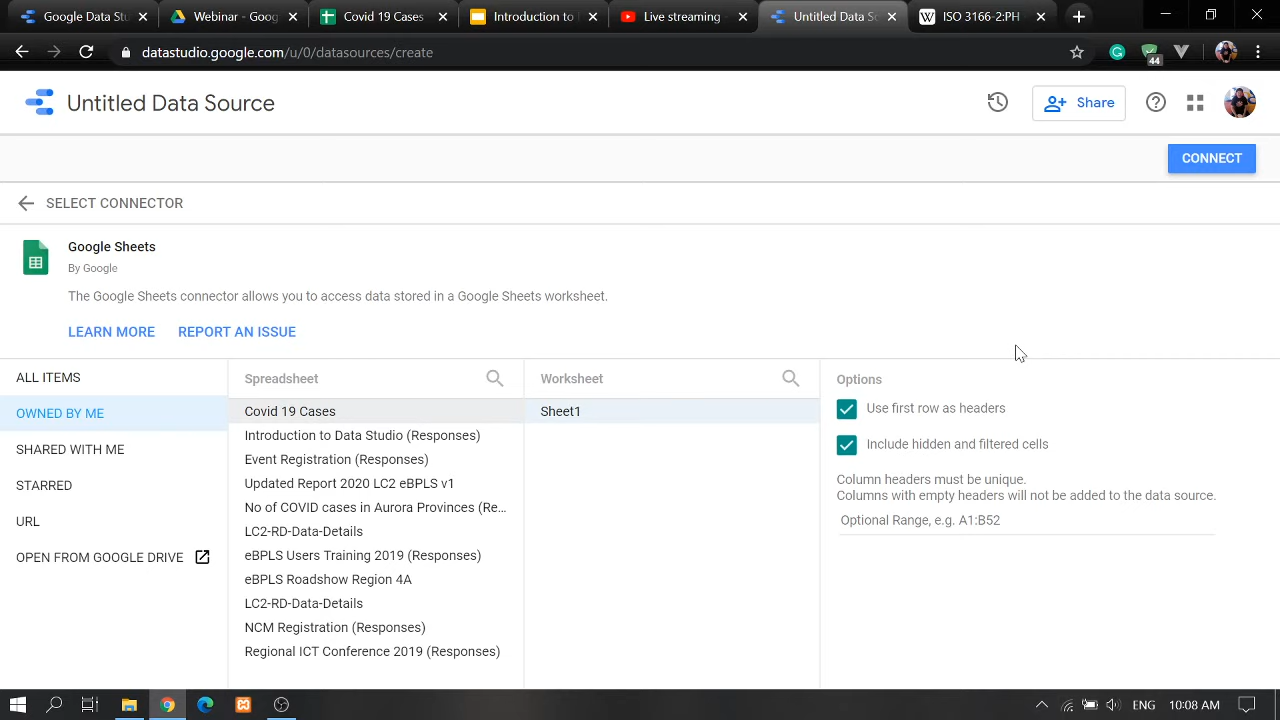 Google Data Stu
Webinar - Goog
Covid 19 Cases
Introduction to
Live streaming
Untitled Data So
ISO 3166-2:PH
datastudio.google.com/u/0/datasources/create
44
Untitled Data Source
Share
CONNECT
SELECT CONNECTOR
Google Sheets
By Google
The Google Sheets connector allows you to access data stored in a Google Sheets worksheet.
LEARN MORE
REPORT AN ISSUE
ALL ITEMS
OWNED BY ME
SHARED WITH ME
STARRED
URL
OPEN FROM GOOGLE DRIVE
Spreadsheet
Covid 19 Cases
Introduction to Data Studio (Responses)
Event Registration (Responses)
Updated Report 2020 LC2 eBPLS v1
No of COVID cases in Aurora Provinces (Re...
LC2-RD-Data-Details
eBPLS Users Training 2019 (Responses)
eBPLS Roadshow Region 4A
LC2-RD-Data-Details
NCM Registration (Responses)
Regional ICT Conference 2019 (Responses)
Worksheet
Sheet1
Options
Use first row as headers
Include hidden and filtered cells
Column headers must be unique.
Columns with empty headers will not be added to the data source.
Optional Range, e.g. A1:B52
ENG
10:08 AM